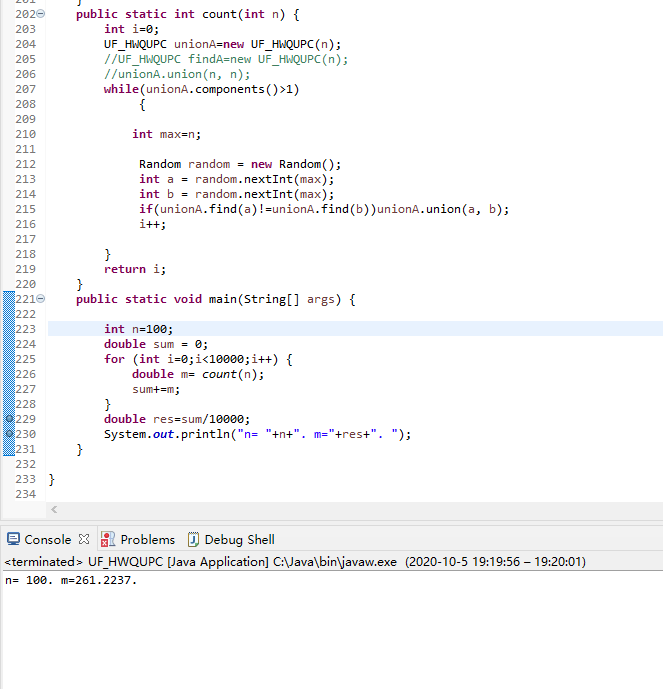 201 }
202 public static int count(int n) {
203 int i=0;
204 UF_HWQUPC unionA=new UF_HWQUPC(n);
205 //UF_HWQUPC findA=new UF_HWQUPC(n);
206 //unionA.union(n, n);
207 while(unionA.components()>1)
208 {
209
210 int max=n;
211
212 Random random = new Random();
213 int a = random.nextInt(max);
214 int b = random.nextInt(max);
215 if(unionA.find(a)!=unionA.find(b))unionA.union(a, b);
216 i++;
217
218 }
219 return i;
220 }
221 public static void main(String[] args) {
222
223 int n=100;
224 double sum = 0;
225 for (int i=0;i<10000;i++) {
226 double m= count(n);
227 sum+=m;
228 }
229 double res=sum/10000;
230 System.out.println("n= "+n+". m="+res+". ");
231 }
232
233 }
234
Console Problems Debug Shell
<terminated> UF_HWQUPC [Java Application] C:\Java\bin\javaw.exe (2020-10-5 19:19:56 – 19:20:01)
n= 100. m=261.2237.